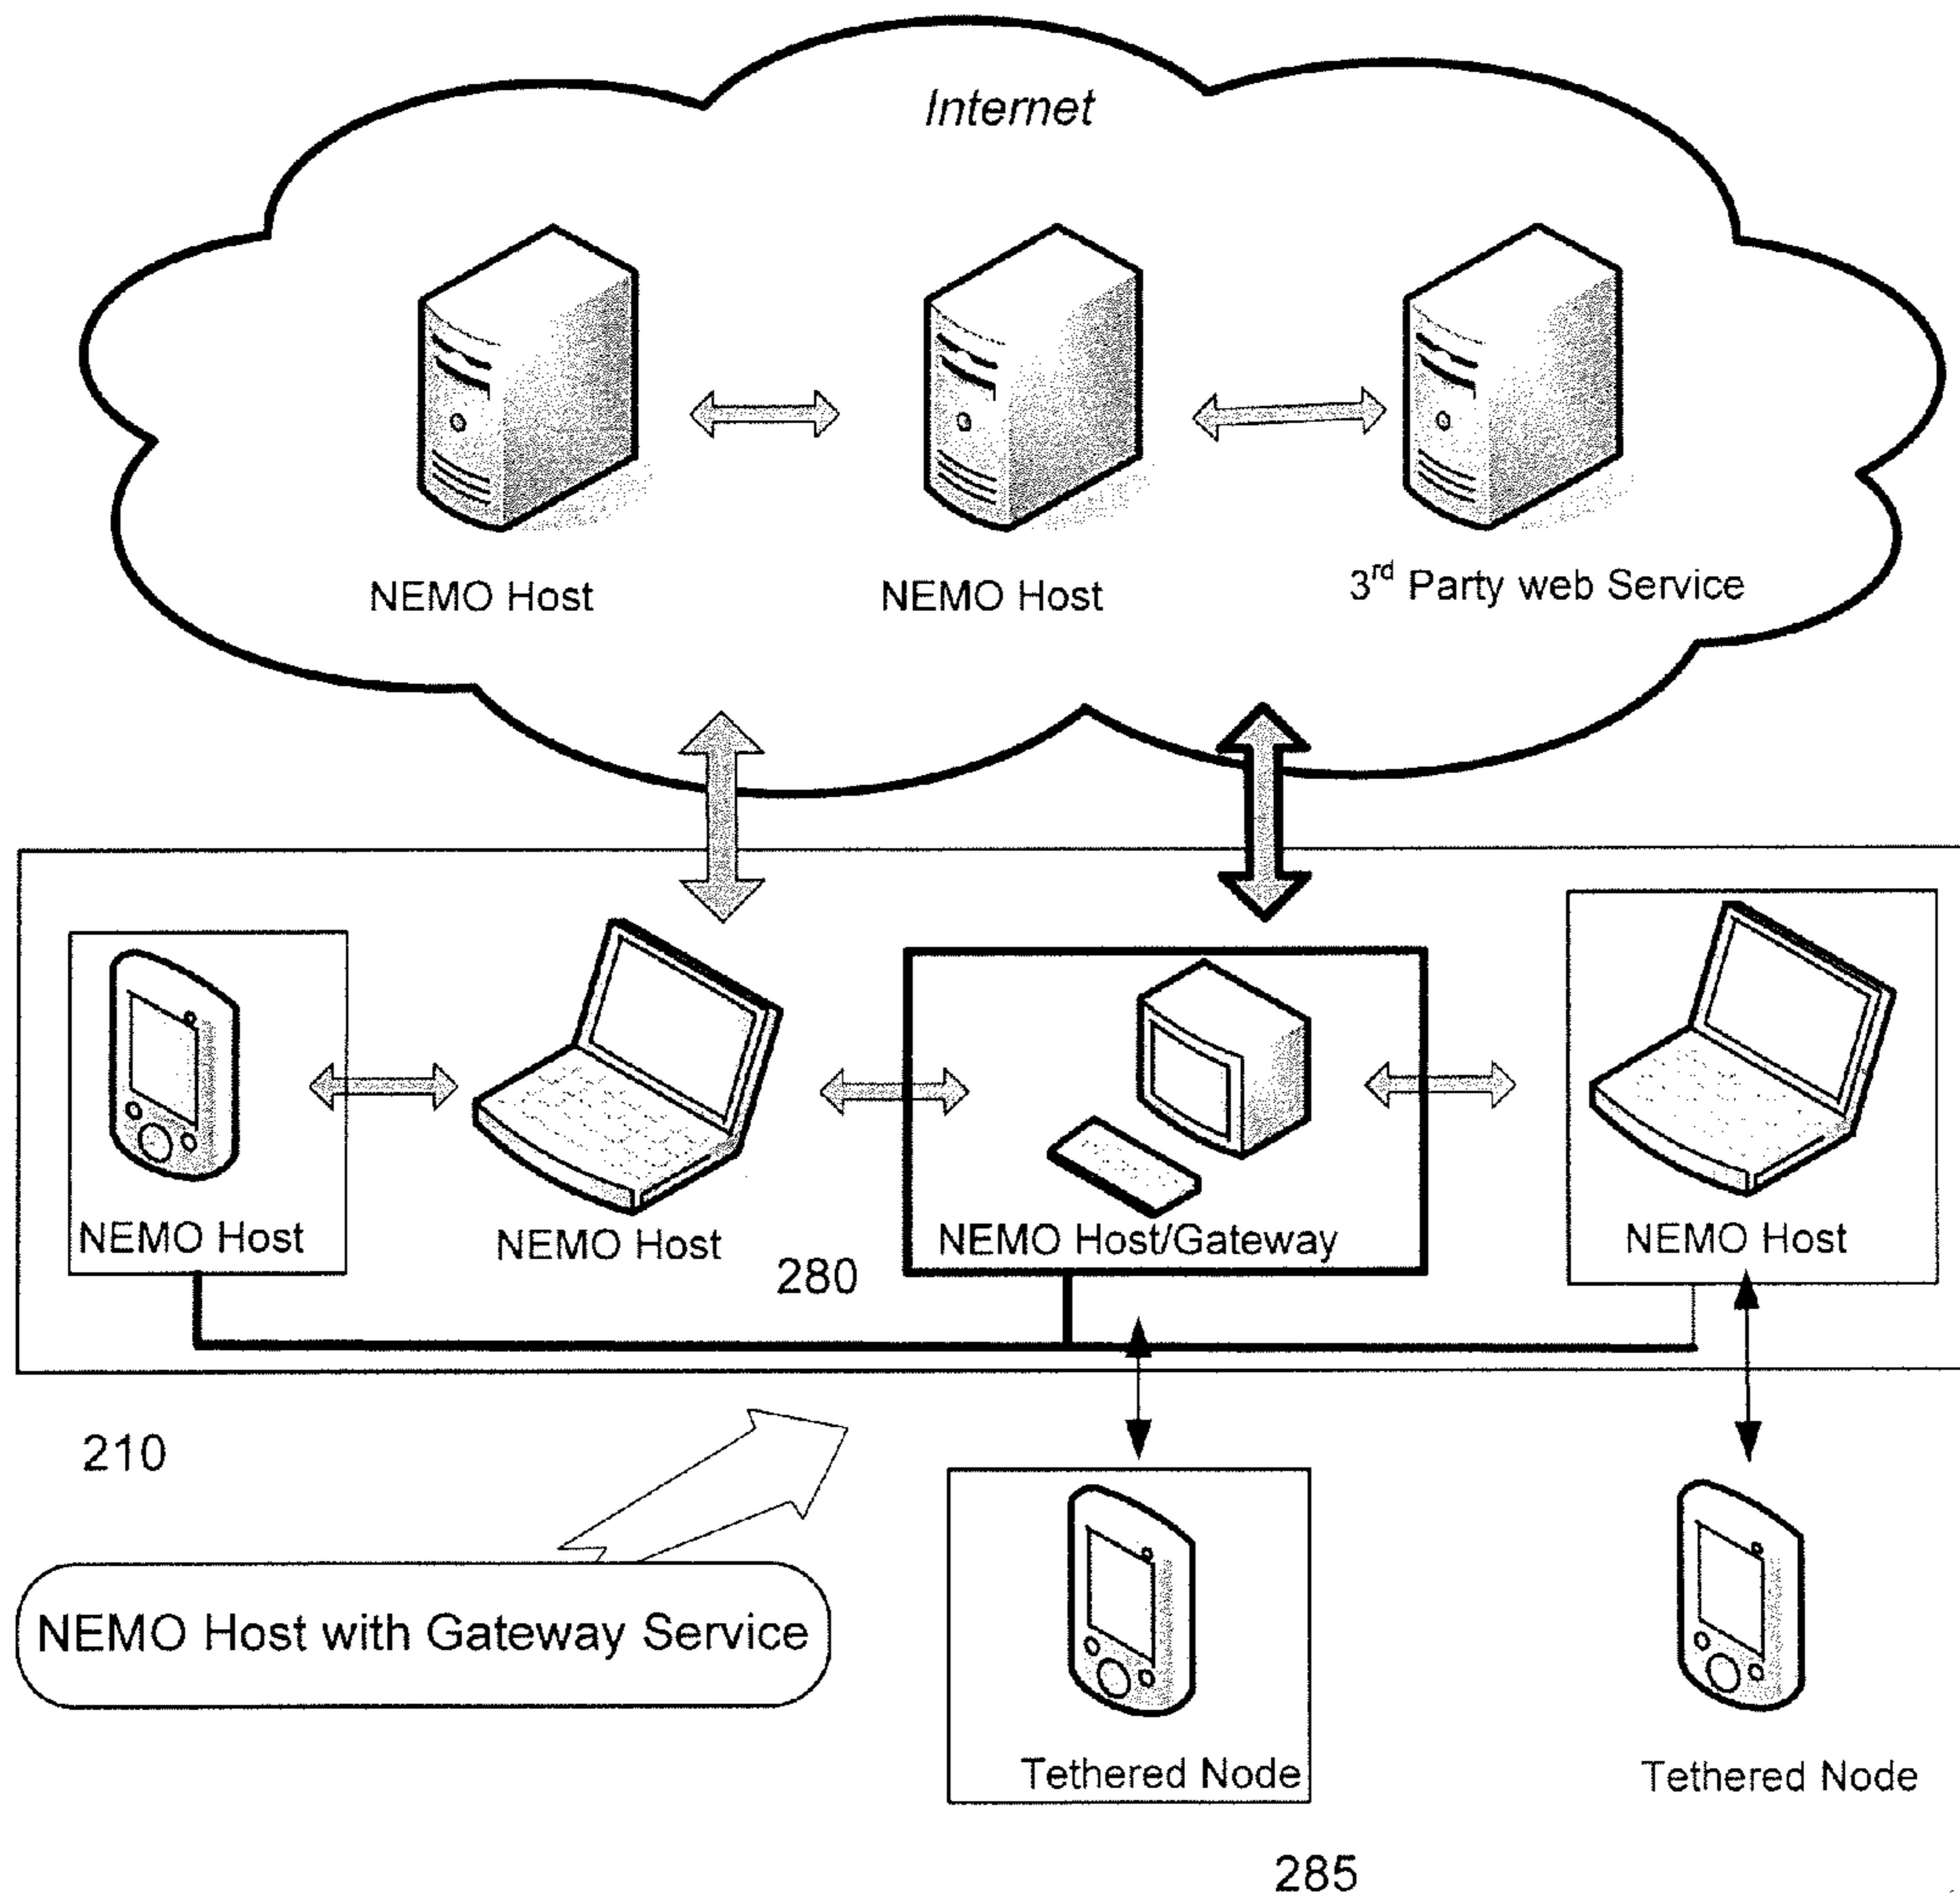 Internet
NEMO Host
NEMO Host
3rd Party web Service
NEMO Host
NEMO Host
NEMO Host/Gateway
NEMO Host
280
210
NEMO Host with Gateway Service
Tethered Node
Tethered Node
285